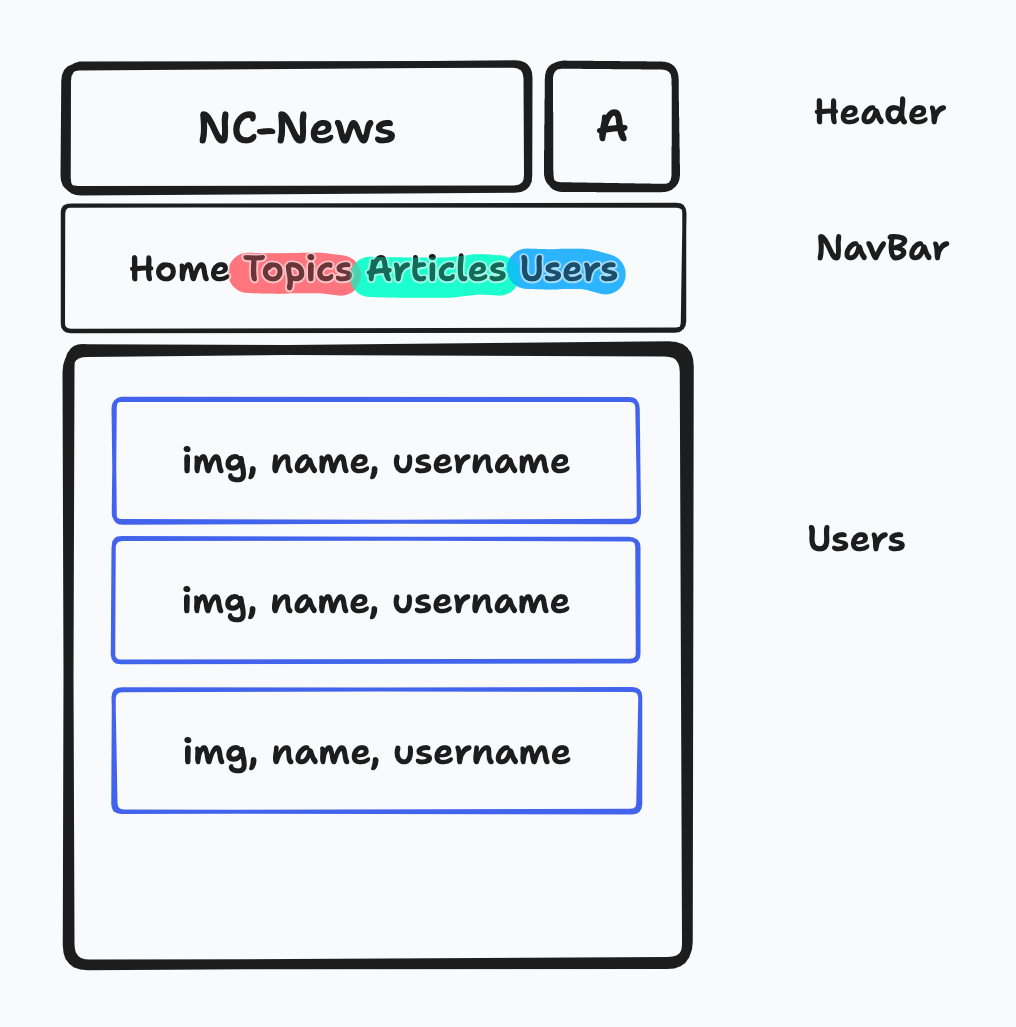 NC-News
A
Header
Home Topics Articles Users
NavBar
img, name, username
Users
img, name, username
img, name, username